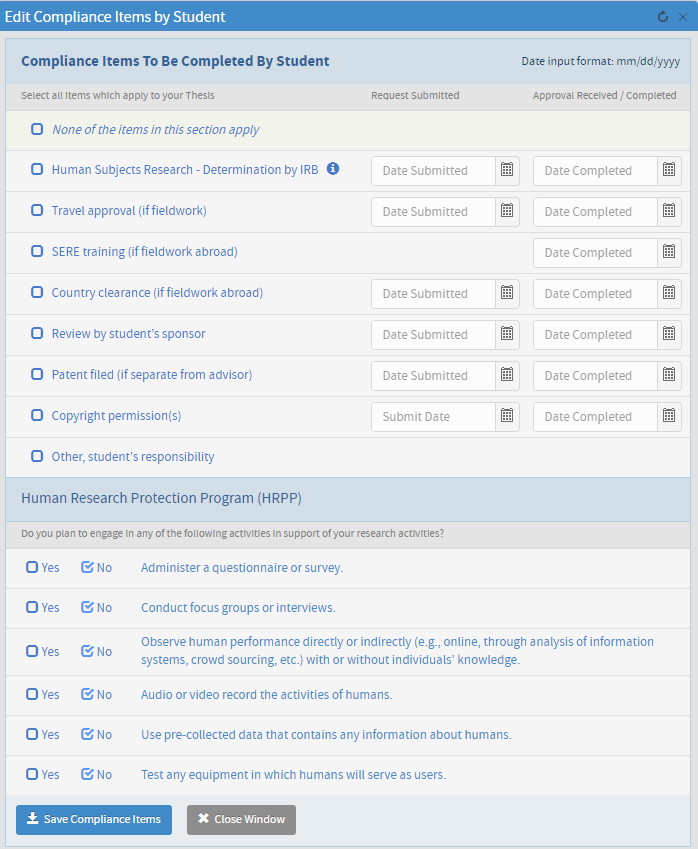 Edit Compliance Items by Student
Compliance Items To Be Completed By Student Date input format: mm/dd/yyyy
Select all items which apply to your Thesis Request Submitted Approval Received / Completed
None of the items in this section apply
Human Subjects Research - Determination by IRB Date Submitted Date Completed
Travel approval (if fieldwork) Date Submitted Date Completed
SERE training (if fieldwork abroad) Date Completed
Country clearance (if fieldwork abroad) Date Submitted Date Completed
Review by student's sponsor Date Submitted Date Completed
Patent filed (if separate from advisor) Date Submitted Date Completed
Copyright permission(s) Submit Date Date Completed
Other, student's responsibility
Human Research Protection Program (HRPP)
Do you plan to engage in any of the following activities in support of your research activities?
Yes No Administer a questionnaire or survey.
Yes No Conduct focus groups or interviews.
Yes No Observe human performance directly or indirectly (e.g., online, through analysis of information
systems, crowd sourcing, etc.) with or without individuals' knowledge.
Yes No Audio or video record the activities of humans.
Yes No Use pre-collected data that contains any information about humans.
Yes No Test any equipment in which humans will serve as users.
Save Compliance Items Close Window